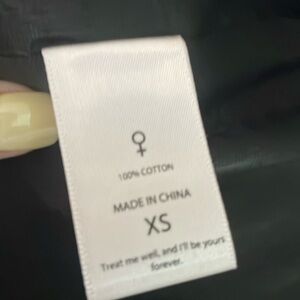 100% COTTON
MADE IN CHINA
XS
Treat me well, and I'll be yours
forever.